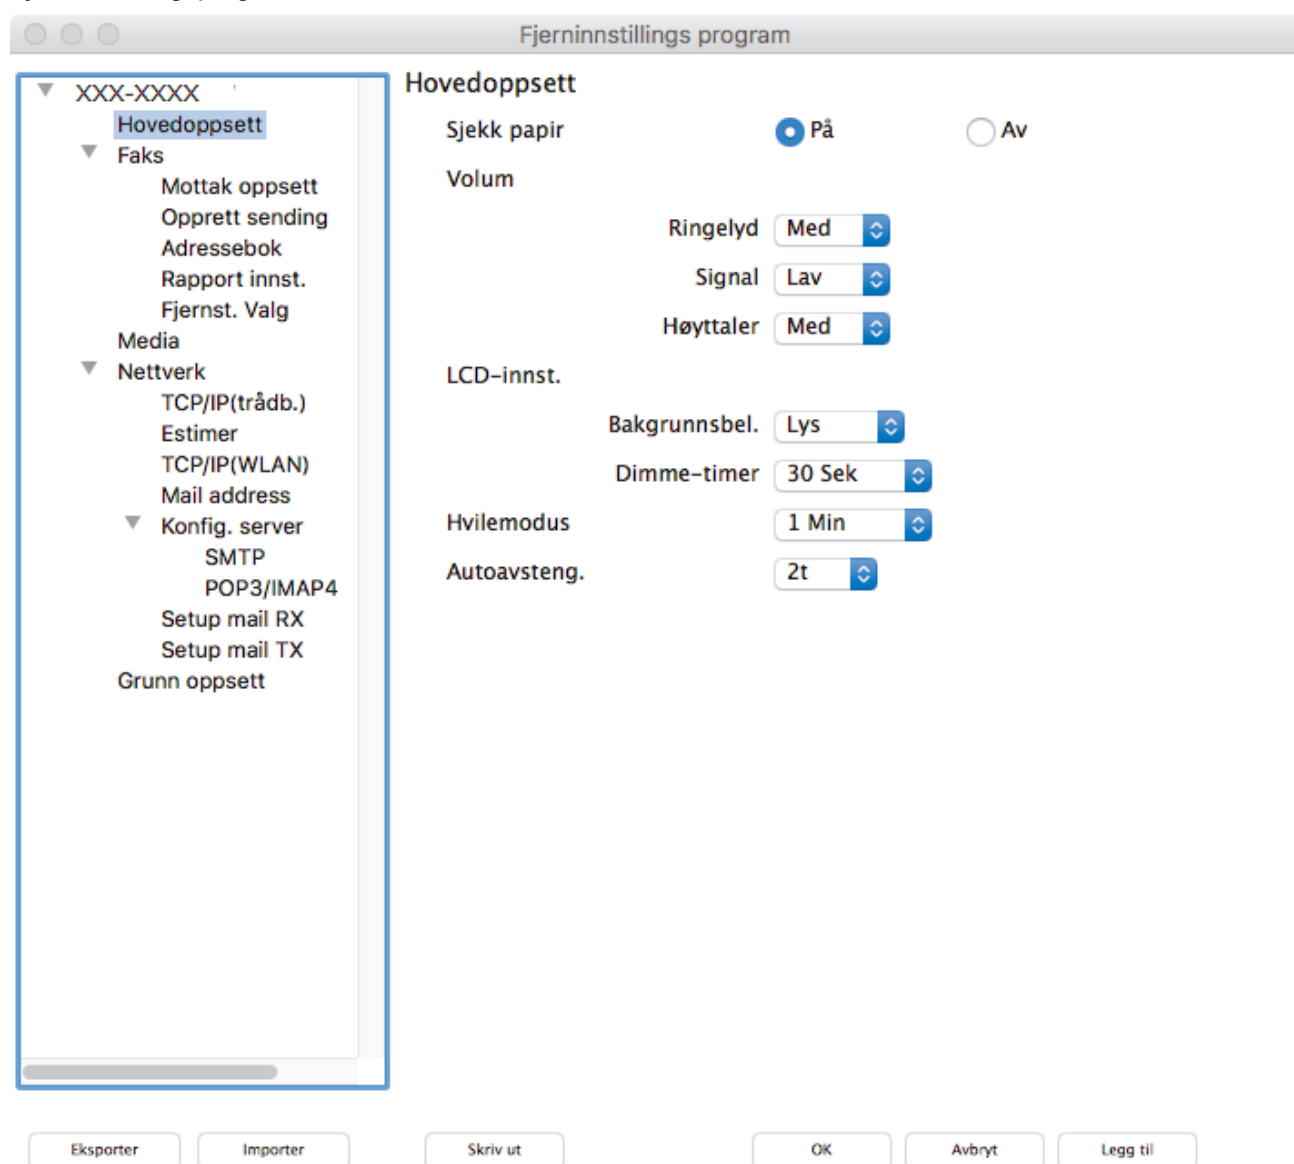 Fjerninnstillings program
XXX-XXXX
Hovedoppsett
Faks
Mottak oppsett
Opprett sending
Adressebok
Rapport innst.
Fjernst. Valg
Media
Nettverk
TCP/IP(trådb.)
Estimer
TCP/IP(WLAN)
Mail address
Konfig. server
SMTP
POP3/IMAP4
Setup mail RX
Setup mail TX
Grunn oppsett
Hovedoppsett
Sjekk papir På Av
Volum
Ringelyd Med
Signal Lav
Høyttaler Med
LCD-innst.
Bakgrunnsbel. Lys
Dimme-timer 30 Sek
Hvilemodus 1 Min
Autoavsteng. 2t
Eksporter Importer Skriv ut OK Avbryt Legg til